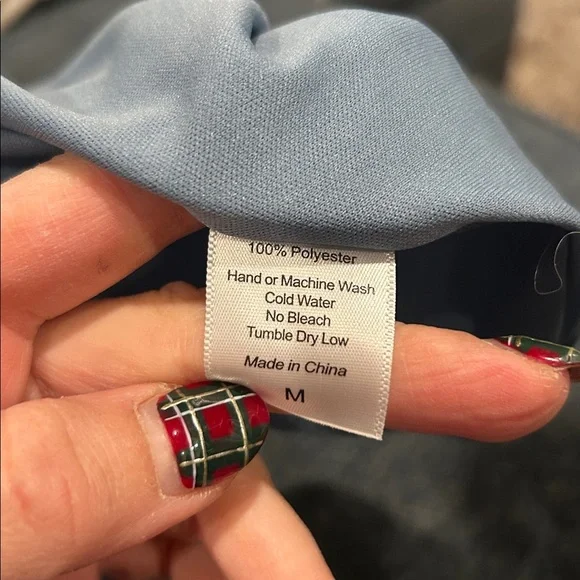 100% Polyester
Hand or Machine Wash
Cold Water
No Bleach
Tumble Dry Low
Made in China
M